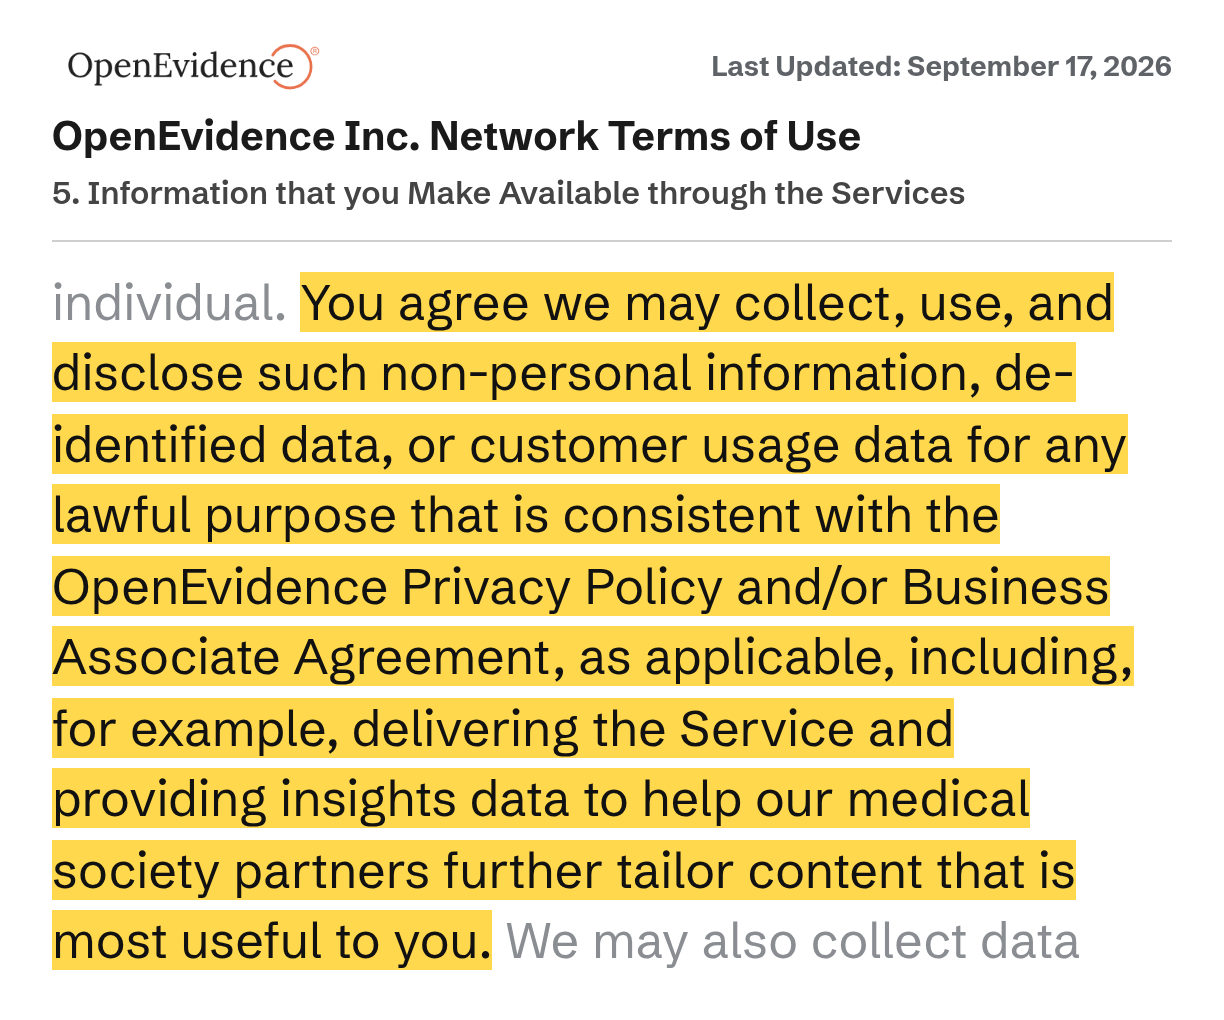 OpenEvidence®
Last Updated: September 17, 2026
OpenEvidence Inc. Network Terms of Use
5. Information that you Make Available through the Services
individual. You agree we may collect, use, and
disclose such non-personal information, de-
identified data, or customer usage data for any
lawful purpose that is consistent with the
OpenEvidence Privacy Policy and/or Business
Associate Agreement, as applicable, including,
for example, delivering the Service and
providing insights data to help our medical
society partners further tailor content that is
most useful to you. We may also collect data